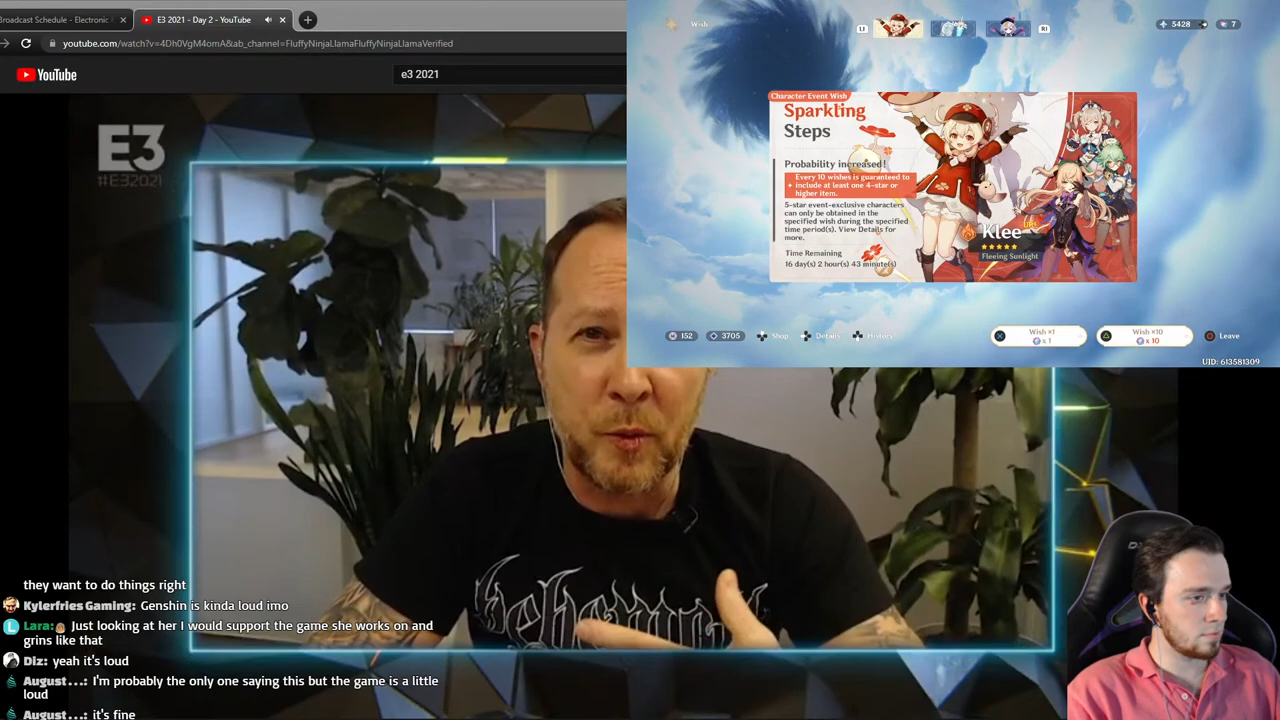 Broadcast Schedule - Electronic
E3 2021 - Day 2 - YouTube
youtube.com/watch?v=4Dh0VgM4omA&ab_channel=FluffyNinjaLlamaFluffyNinjaLlamaVerified
YouTube
e3 2021
E3
#E32021
Wish
L1
R1
5428
7
Character Event Wish
Sparkling
Steps
Probability increased!
Every 10 wishes is guaranteed to
include at least one 4-star or
higher item.
5-star event-exclusive characters
can only be obtained in the
specified wish during the specified
time period(s). View Details for
more.
Time Remaining
16 day(s) 2 hour(s) 43 minute(s)
UP!
Klee
Fleeing Sunlight
152
3705
Shop
Details
History
Wish ×1
x 1
Wish ×10
x 10
Leave
UID: 613581309
behemoth
they want to do things right
Kylerfries Gaming: Genshin is kinda loud imo
L
Lara: Just looking at her I would support the game she works on and
grins like that
Diz: yeah it's loud
August...: I'm probably the only one saying this but the game is a little
loud
August...: it's fine